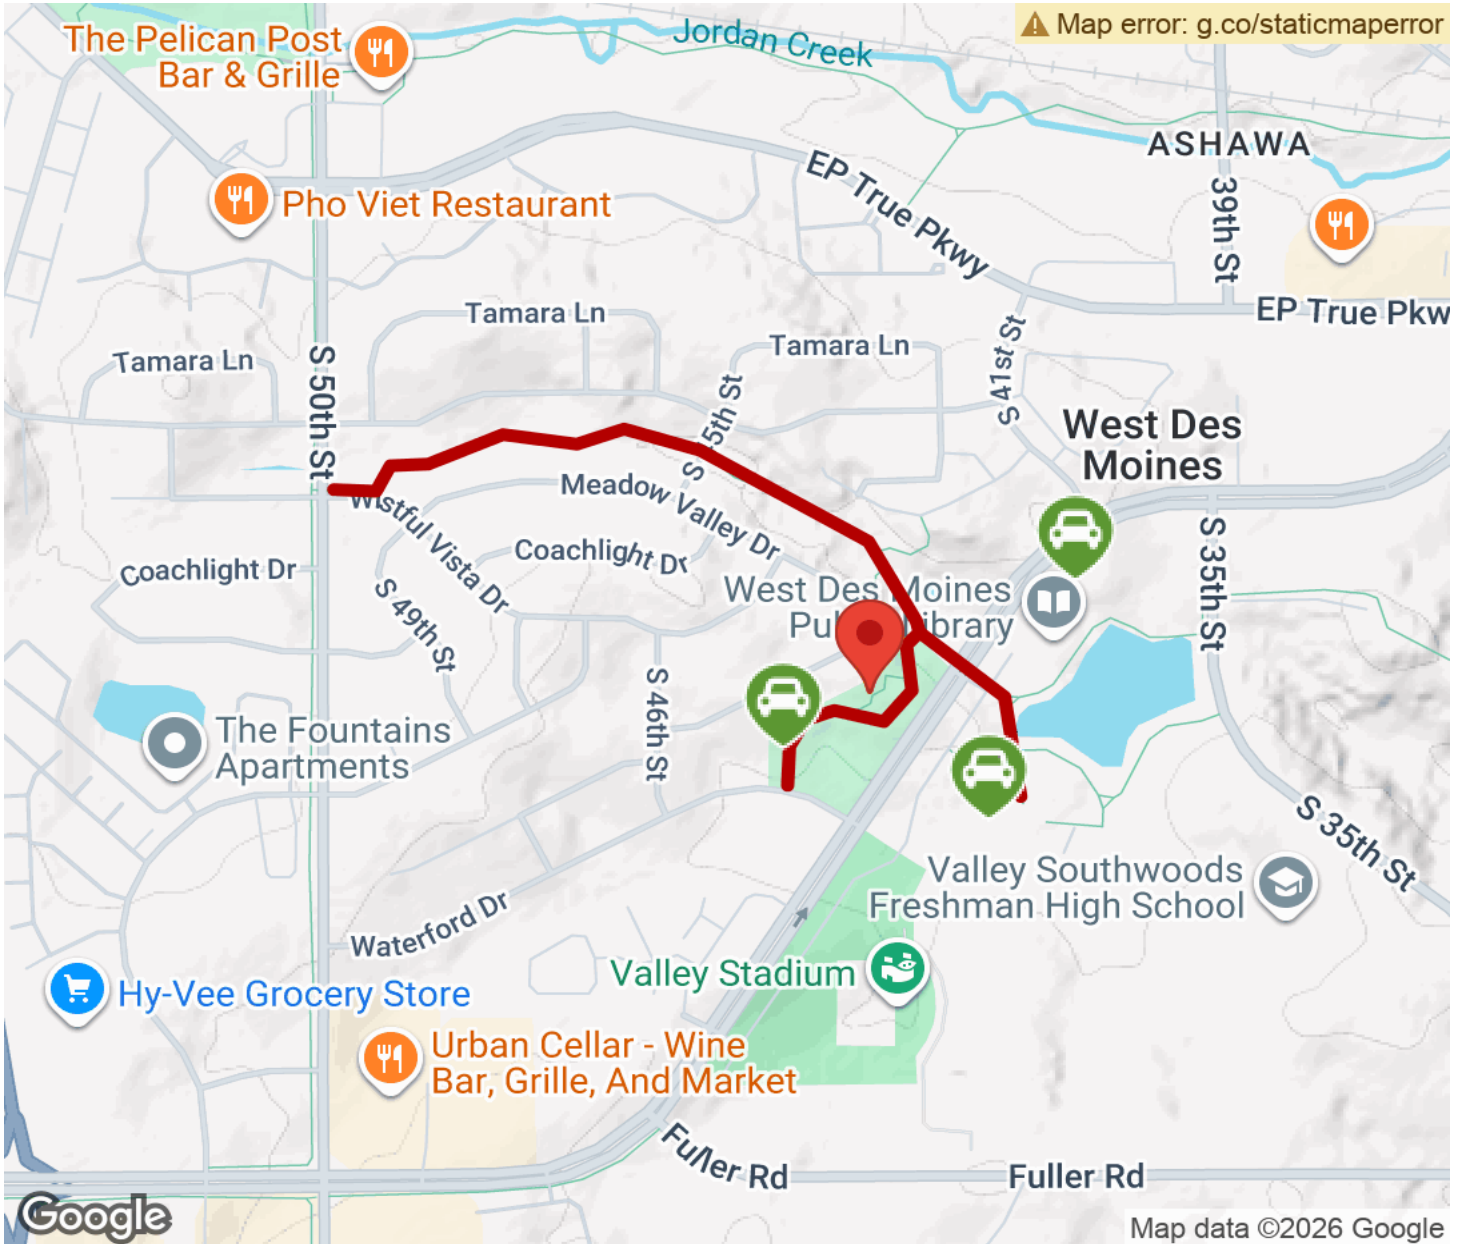 Map error: g.co/staticmaperror
The Pelican Post
Bar & Grille
Jordan Creek
ASHAWA
EP True Pkwy
39th St
Pho Viet Restaurant
EP True Pkw
Tamara Ln
Tamara Ln
Tamara Ln
S 50th St
S 41st St
S 45th St
West Des
Moines
Meadow Valley Dr
Wistful Vista Dr
Coachlight Dr
Coachlight Dr
S 35th St
West Des Moines
Public Library
S 49th St
S 46th St
The Fountains
Apartments
S 35th St
Valley Southwoods
Freshman High School
Waterford Dr
Valley Stadium
Hy-Vee Grocery Store
Urban Cellar - Wine
Bar, Grille, And Market
Fuller Rd
Fuller Rd
Google
Map data ©2026 Google